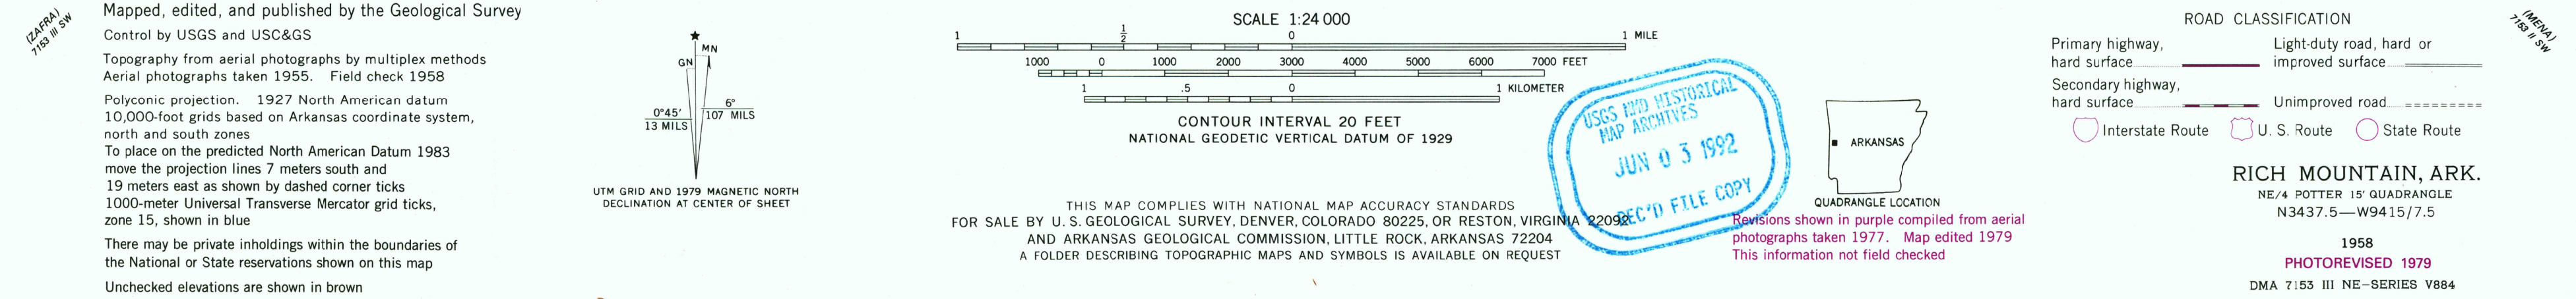 (ZAFRA)
7153 III SW
Mapped, edited, and published by the Geological Survey
Control by USGS and USC&GS
Topography from aerial photographs by multiplex methods
Aerial photographs taken 1955. Field check 1958
Polyconic projection. 1927 North American datum
10,000-foot grids based on Arkansas coordinate system,
north and south zones
To place on the predicted North American Datum 1983
move the projection lines 7 meters south and
19 meters east as shown by dashed corner ticks
1000-meter Universal Transverse Mercator grid ticks,
zone 15, shown in blue
There may be private inholdings within the boundaries of
the National or State reservations shown on this map
Unchecked elevations are shown in brown
MN
GN
0°45'
13 MILS
6°
107 MILS
UTM GRID AND 1979 MAGNETIC NORTH
DECLINATION AT CENTER OF SHEET
SCALE 1:24 000
1 ½ 0 1 MILE
1000 0 1000 2000 3000 4000 5000 6000 7000 FEET
1 .5 0 1 KILOMETER
CONTOUR INTERVAL 20 FEET
NATIONAL GEODETIC VERTICAL DATUM OF 1929
THIS MAP COMPLIES WITH NATIONAL MAP ACCURACY STANDARDS
FOR SALE BY U. S. GEOLOGICAL SURVEY, DENVER, COLORADO 80225, OR RESTON, VIRGINIA 22092
AND ARKANSAS GEOLOGICAL COMMISSION, LITTLE ROCK, ARKANSAS 72204
A FOLDER DESCRIBING TOPOGRAPHIC MAPS AND SYMBOLS IS AVAILABLE ON REQUEST
USGS NMD HISTORICAL
MAP ARCHIVES
JUN 03 1992
REC'D FILE COPY
ARKANSAS
QUADRANGLE LOCATION
Revisions shown in purple compiled from aerial
photographs taken 1977. Map edited 1979
This information not field checked
ROAD CLASSIFICATION
Primary highway,
hard surface
Light-duty road, hard or
improved surface
Secondary highway,
hard surface
Unimproved road
Interstate Route U. S. Route State Route
RICH MOUNTAIN, ARK.
NE/4 POTTER 15' QUADRANGLE
N3437.5—W9415/7.5
1958
PHOTOREVISED 1979
DMA 7153 III NE-SERIES V884
(MENA)
7153 II SW